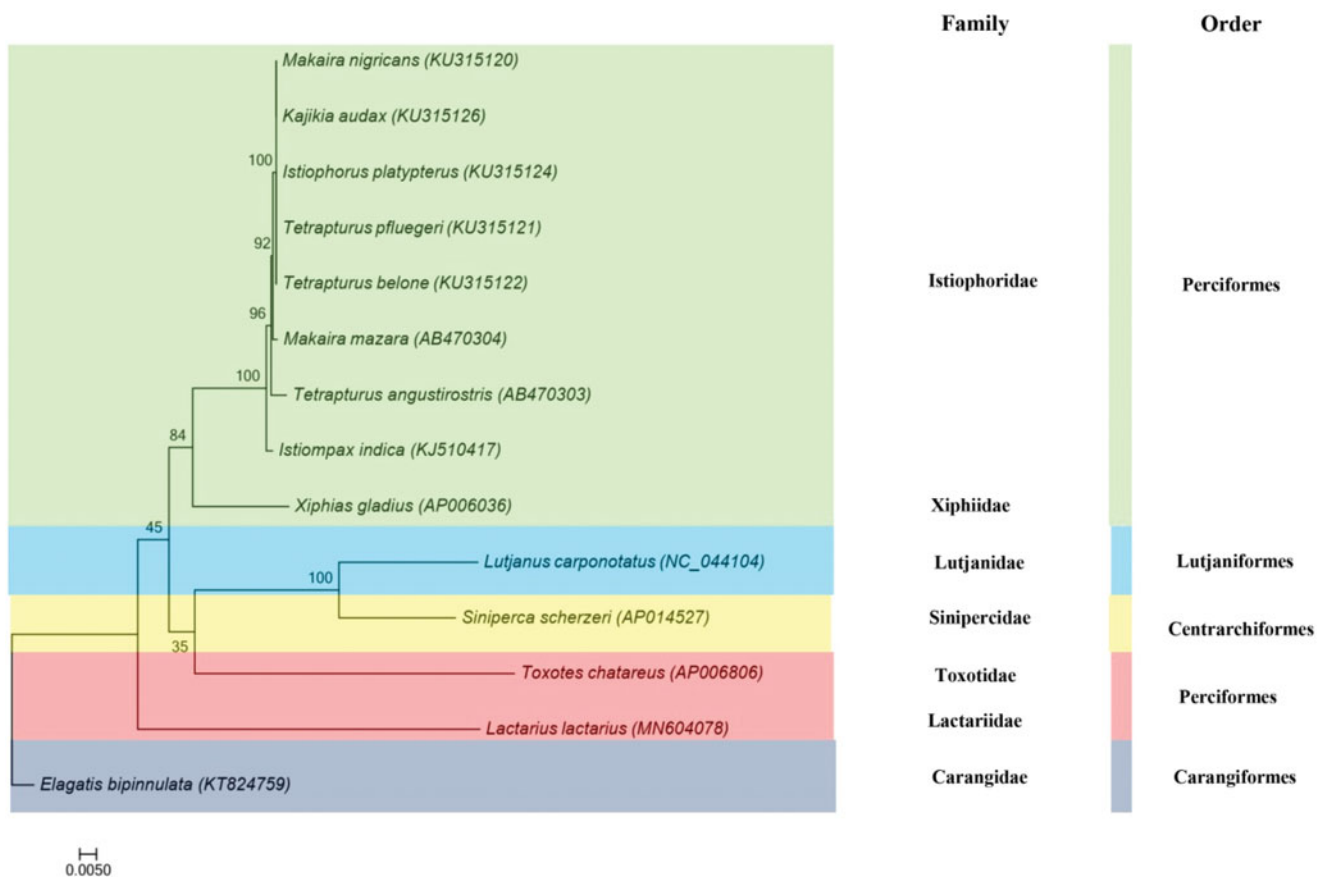 Family Order
Makaira nigricans (KU315120)
Kajikia audax (KU315126)
100
Istiophorus platypterus (KU315124)
Tetrapturus pfluegeri (KU315121)
92
Tetrapturus belone (KU315122)
Istiophoridae
Perciformes
96
Makaira mazara (AB470304)
100
Tetrapturus angustirostris (AB470303)
84
Istiompax indica (KJ510417)
Xiphias gladius (AP006036)
Xiphiidae
45
Lutjanus carponotatus (NC_044104)
Lutjanidae
Lutjaniformes
100
Siniperca scherzeri (AP014527)
Sinipercidae
Centrarchiformes
35
Toxotes chatareus (AP006806)
Toxotidae
Perciformes
Lactarius lactarius (MN604078)
Lactariidae
Elagatis bipinnulata (KT824759)
Carangidae
Carangiformes
0.0050